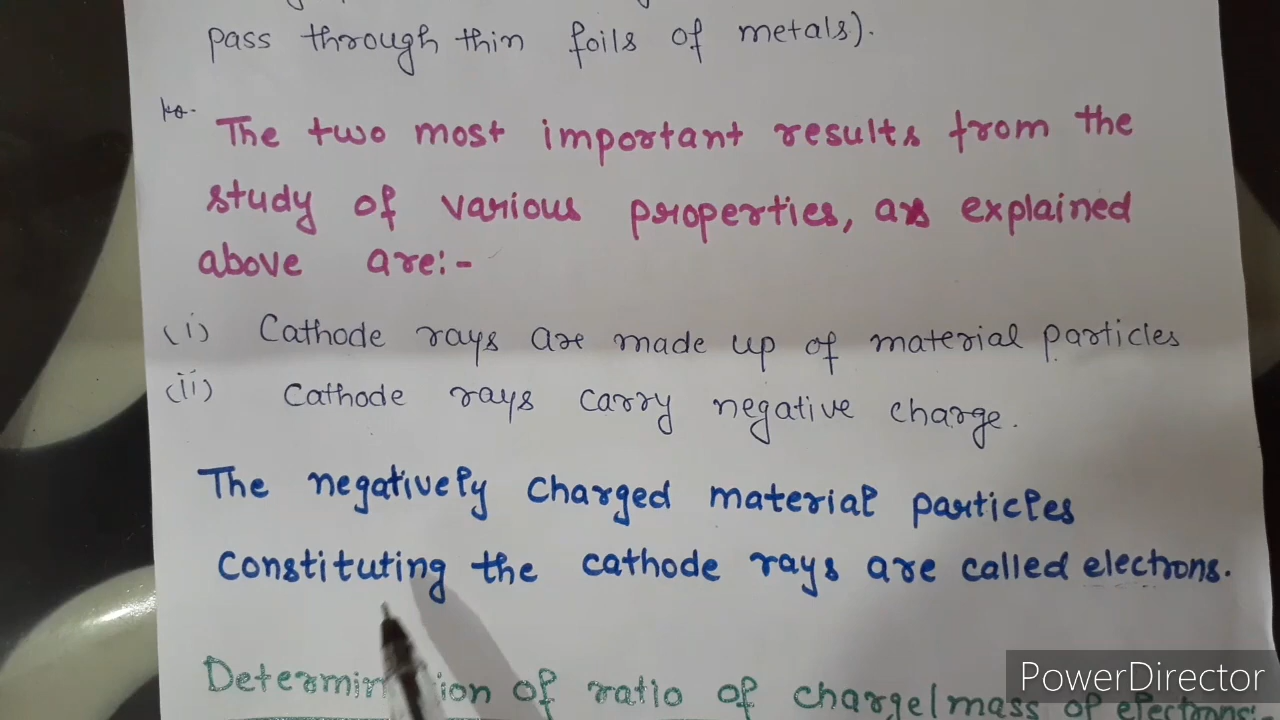 pass through thin foils of metals).
The two most important results from the
study of various properties, as explained
above are:-
(i) Cathode rays are made up of material particles
(ii) Cathode rays carry negative charge.
The negatively charged material particles
constituting the cathode rays are called electrons.
of ratio of charge/mass of electrons:
PowerDirector